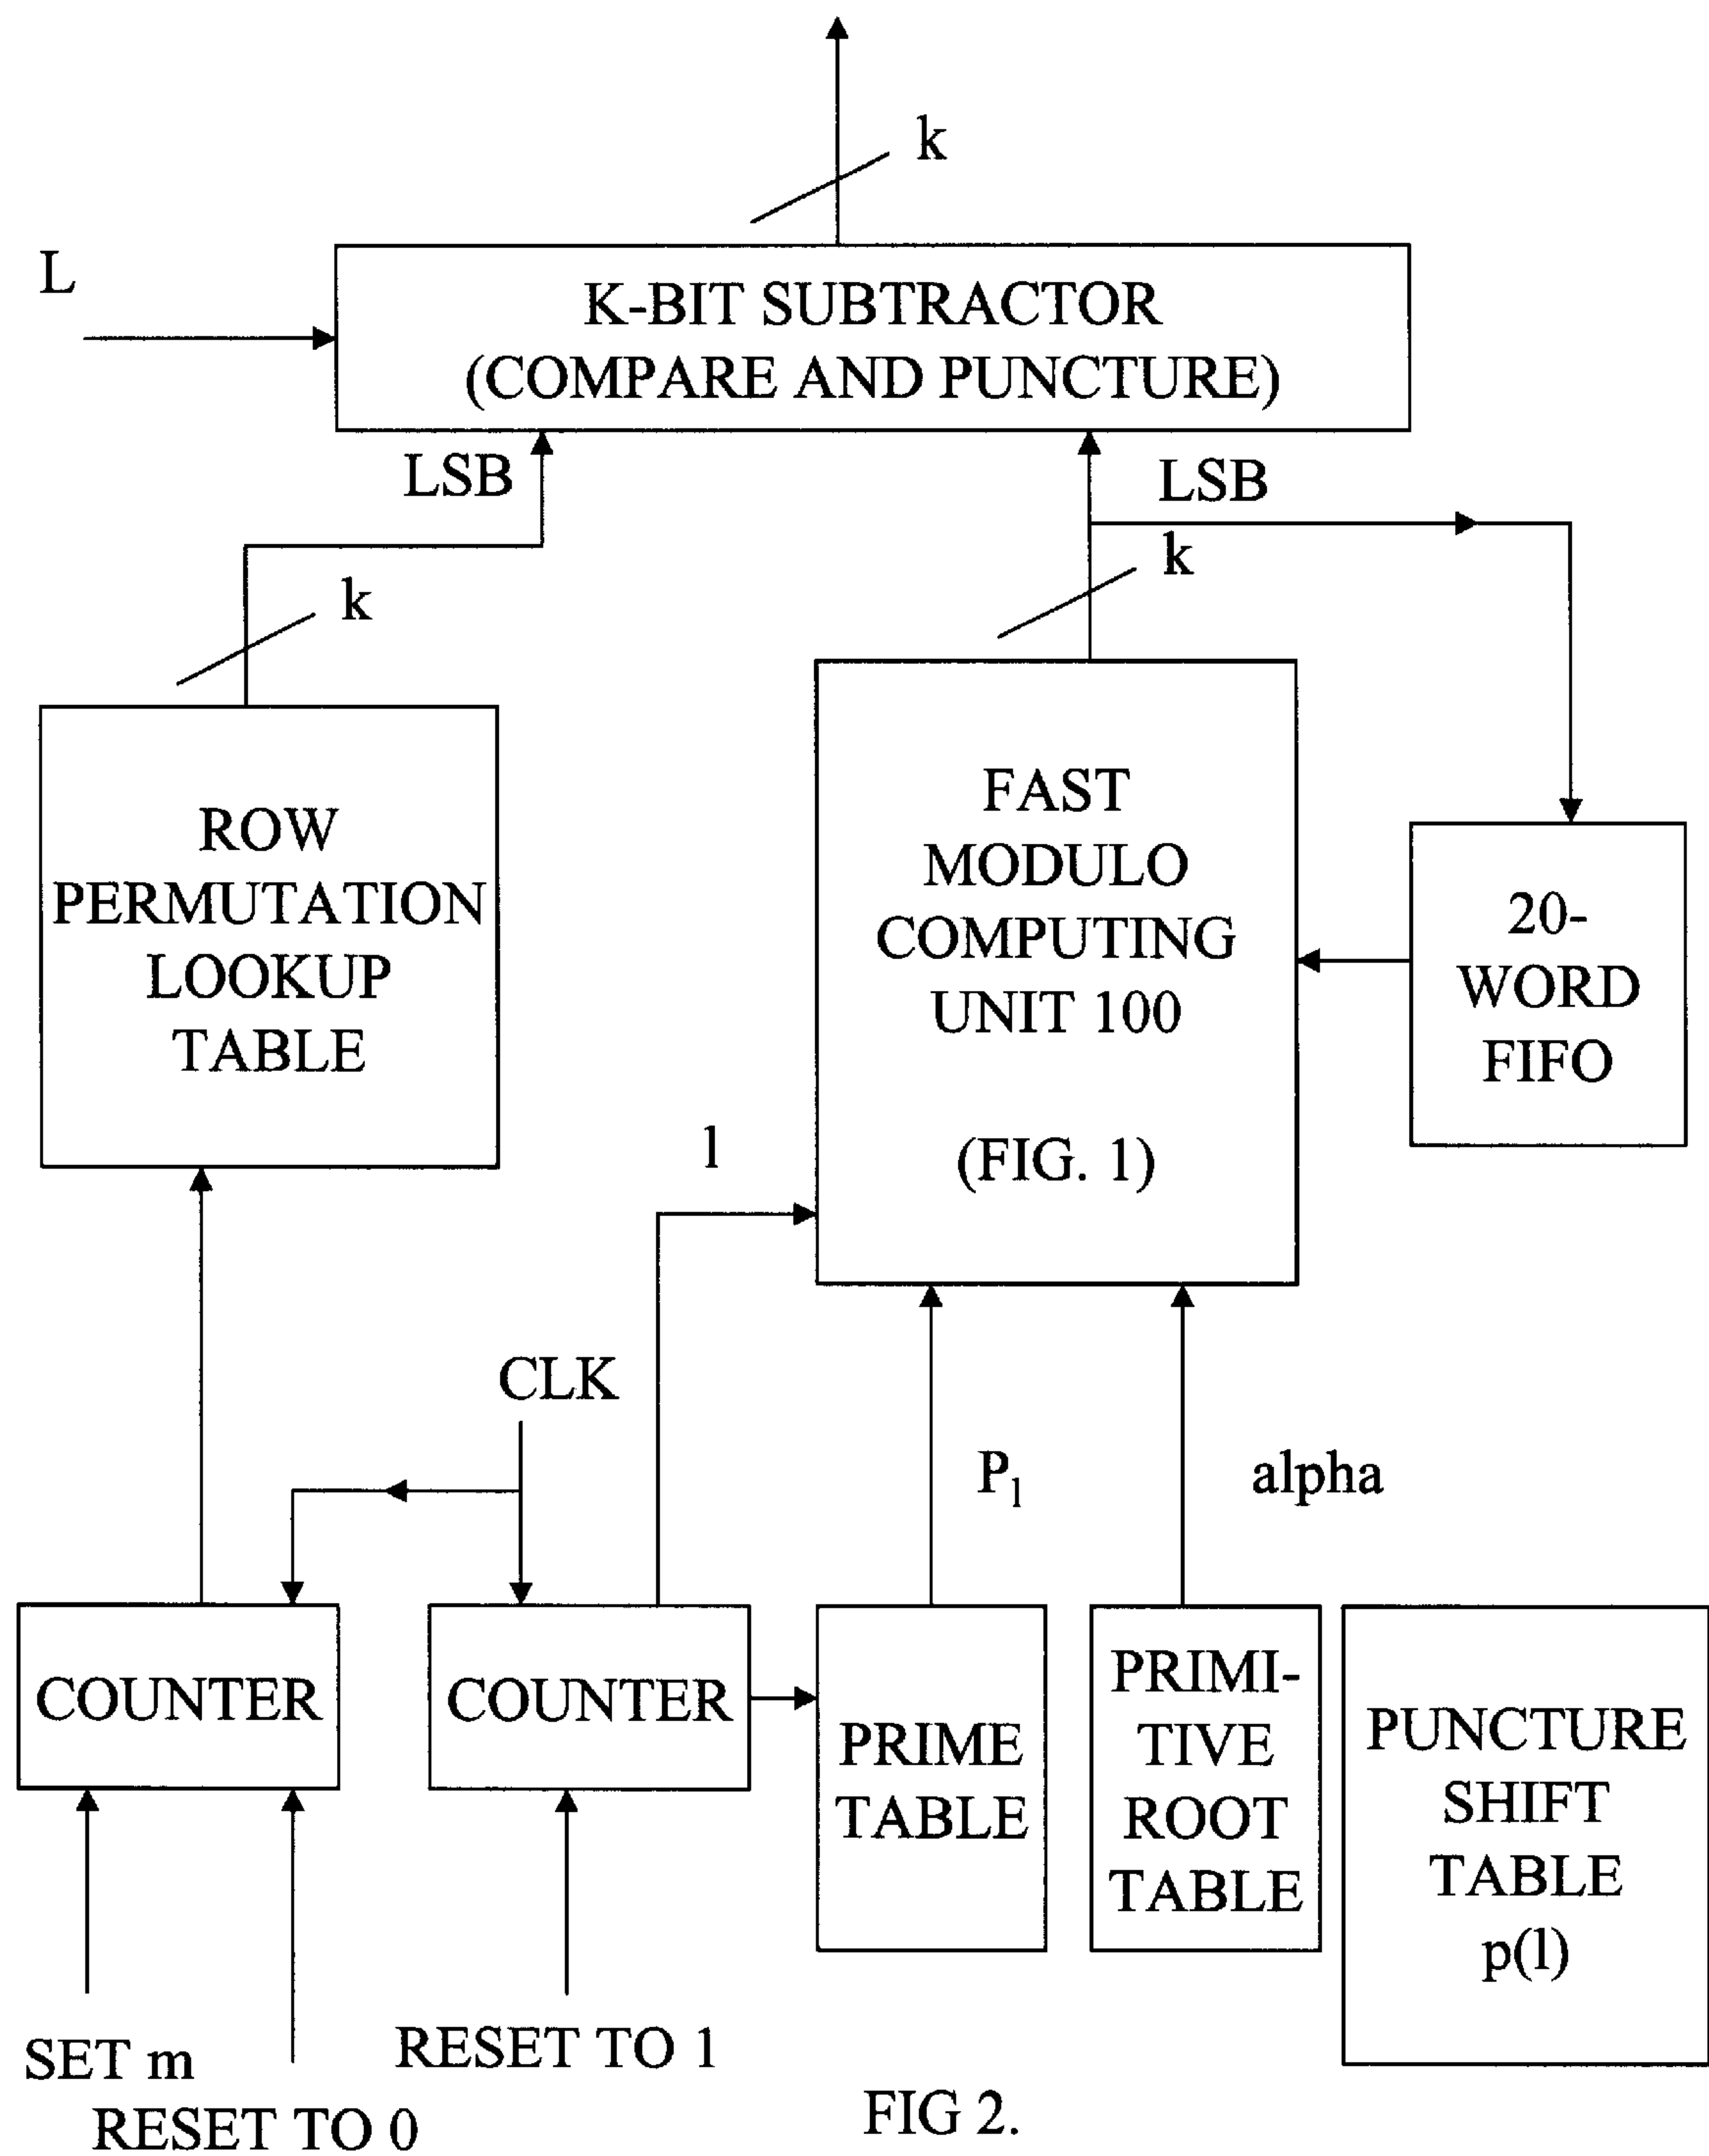 k
L
K-BIT SUBTRACTOR
(COMPARE AND PUNCTURE)
LSB
LSB
k
k
ROW
PERMUTATION
LOOKUP
TABLE
FAST
MODULO
COMPUTING
UNIT 100
(FIG. 1)
20-
WORD
FIFO
l
CLK
Pl
alpha
COUNTER
COUNTER
PRIME
TABLE
PRIMI-
TIVE
ROOT
TABLE
PUNCTURE
SHIFT
TABLE
p(l)
SET m
RESET TO 0
RESET TO 1
FIG 2.